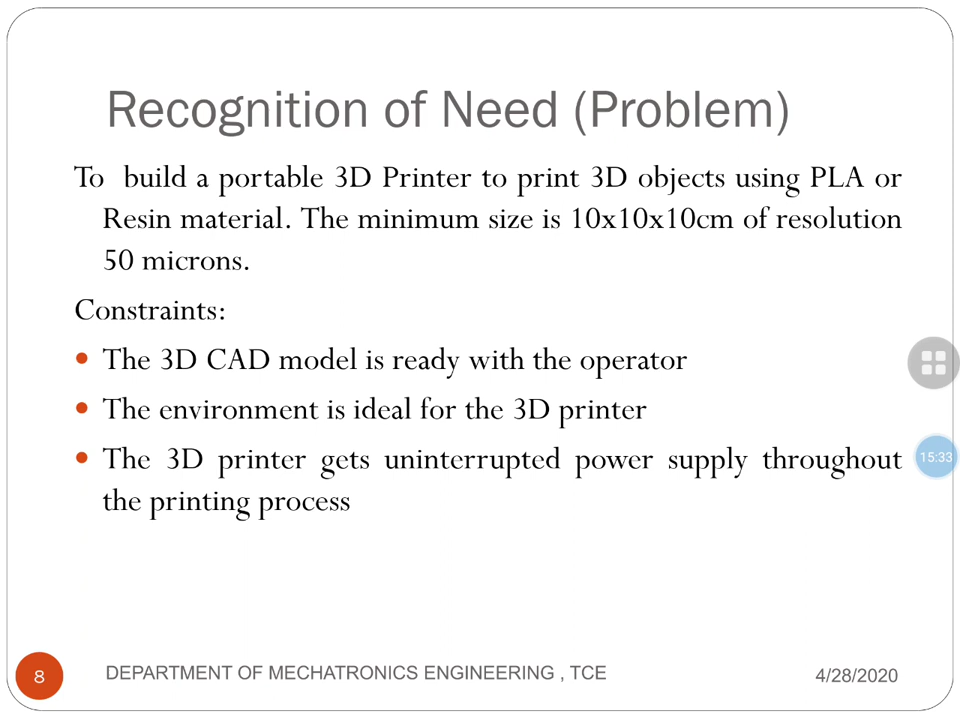 Recognition of Need (Problem)
To build a portable 3D Printer to print 3D objects using PLA or
Resin material. The minimum size is 10x10x10cm of resolution
50 microns.
Constraints:
• The 3D CAD model is ready with the operator
• The environment is ideal for the 3D printer
• The 3D printer gets uninterrupted power supply throughout
the printing process
15:33
8
DEPARTMENT OF MECHATRONICS ENGINEERING , TCE
4/28/2020